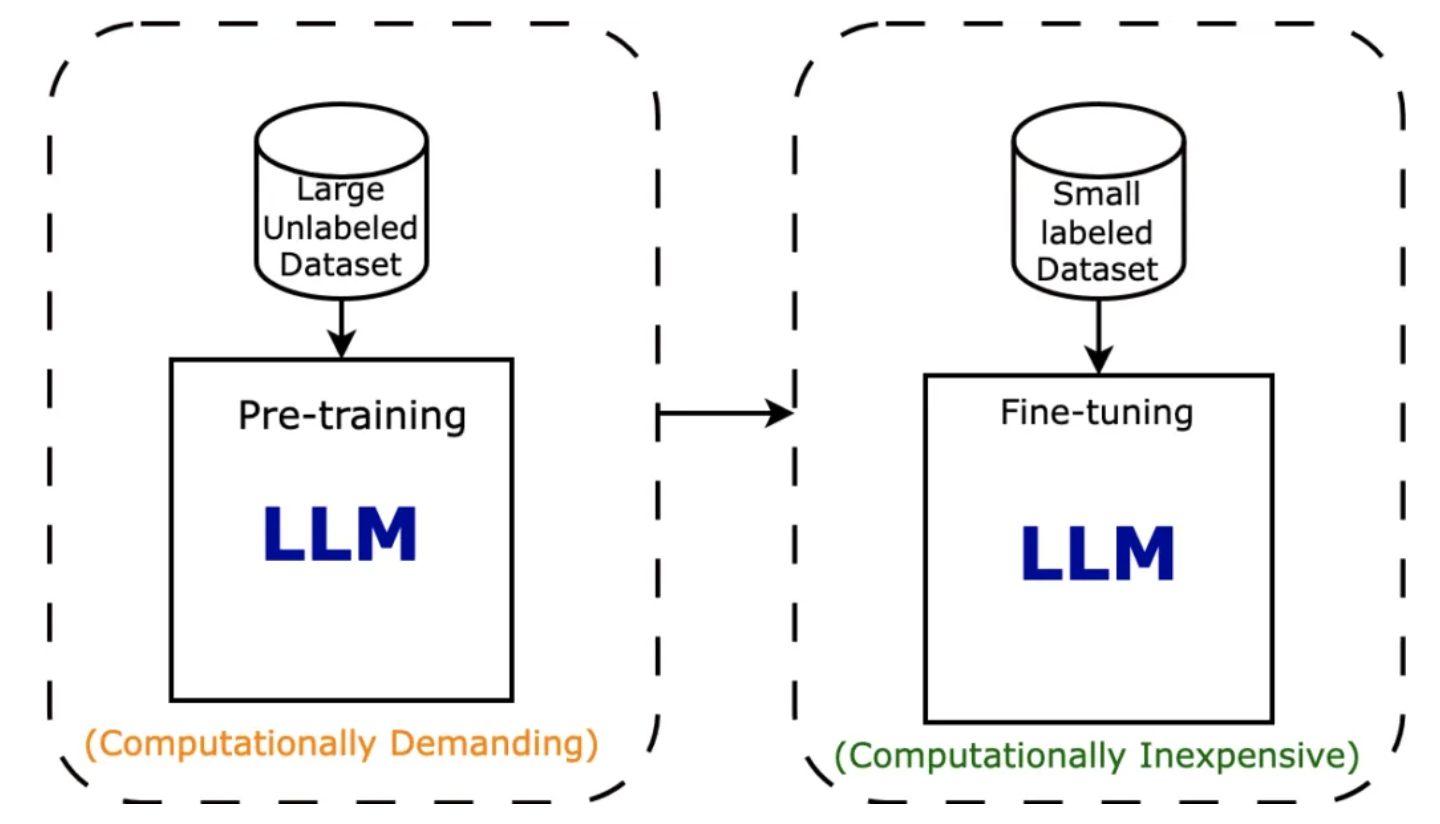 Large
Unlabeled
Dataset
Pre-training
LLM
(Computationally Demanding)
Small
labeled
Dataset
Fine-tuning
LLM
(Computationally Inexpensive)